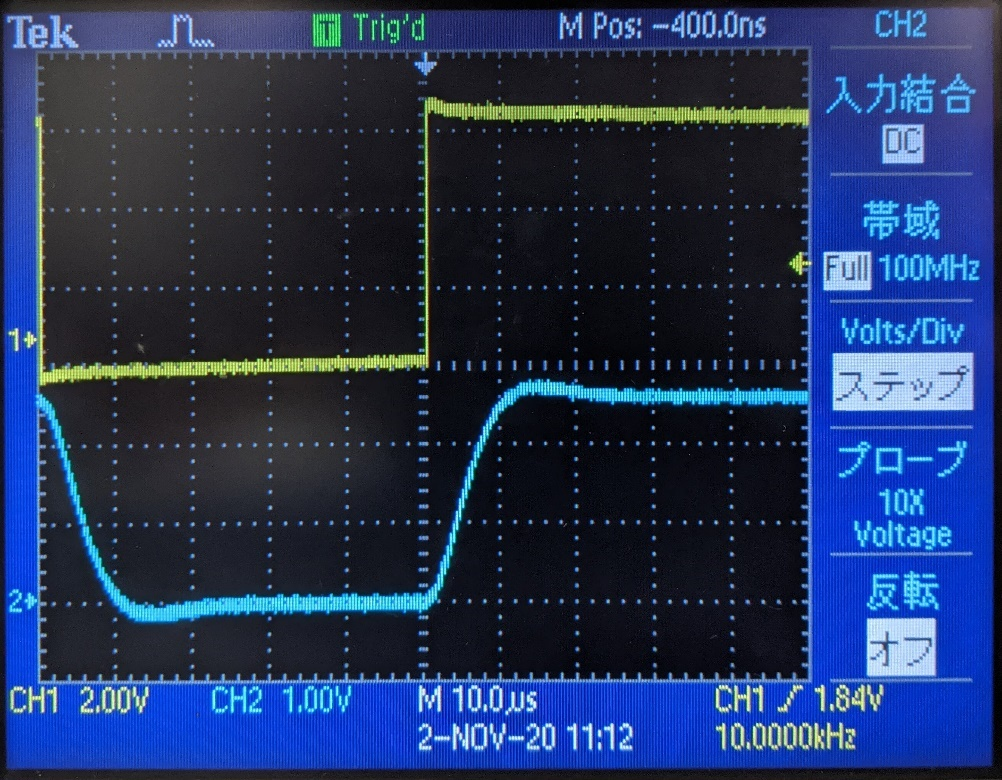 Tek Trig'd M Pos: -400.0ns CH2
入力結合
DC
帯域
Full 100MHz
Volts/Div
ステップ
プローブ
10X
Voltage
反転
オフ
1
2
CH1 2.00V CH2 1.00V M 10.0µs CH1 1.84V
2-NOV-20 11:12 10.0000kHz